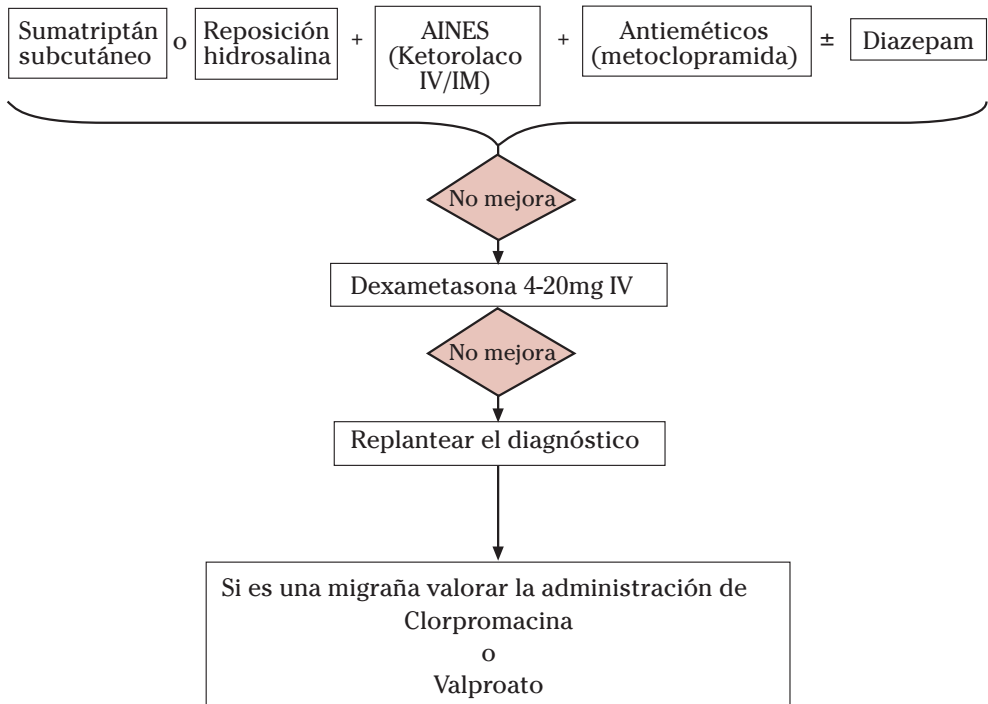 Sumatriptán
subcutáneo
o
Reposición
hidrosalina
+
AINES
(Ketorolaco
IV/IM)
+
Antieméticos
(metoclopramida)
±
Diazepam
No mejora
Dexametasona 4-20mg IV
No mejora
Replantear el diagnóstico
Si es una migraña valorar la administración de
Clorpromacina
o
Valproato